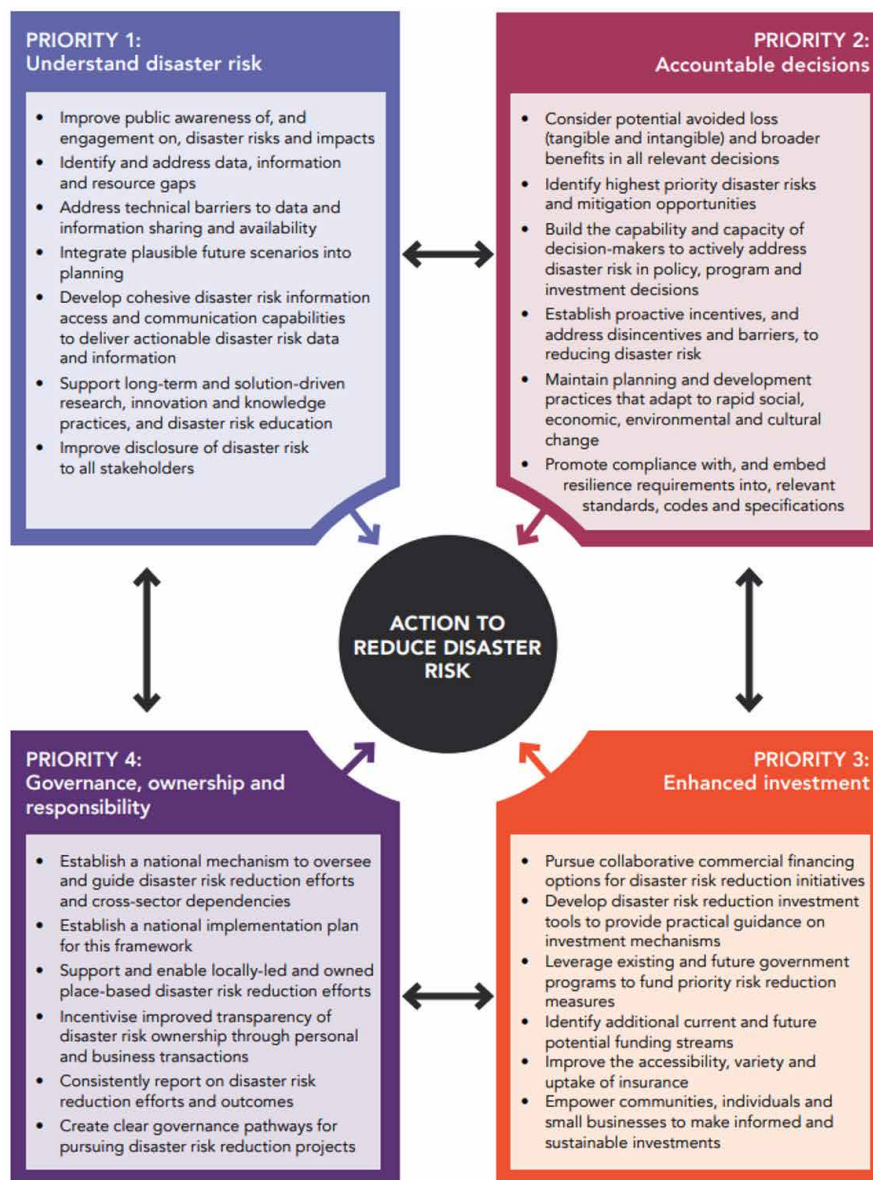 PRIORITY 1:
Understand disaster risk
• Improve public awareness of, and
engagement on, disaster risks and impacts
• Identify and address data, information
and resource gaps
• Address technical barriers to data and
information sharing and availability
• Integrate plausible future scenarios into
planning
• Develop cohesive disaster risk information
access and communication capabilities
to deliver actionable disaster risk data
and information
• Support long-term and solution-driven
research, innovation and knowledge
practices, and disaster risk education
• Improve disclosure of disaster risk
to all stakeholders
PRIORITY 2:
Accountable decisions
• Consider potential avoided loss
(tangible and intangible) and broader
benefits in all relevant decisions
• Identify highest priority disaster risks
and mitigation opportunities
• Build the capability and capacity of
decision-makers to actively address
disaster risk in policy, program and
investment decisions
• Establish proactive incentives, and
address disincentives and barriers, to
reducing disaster risk
• Maintain planning and development
practices that adapt to rapid social,
economic, environmental and cultural
change
• Promote compliance with, and embed
resilience requirements into, relevant
standards, codes and specifications
ACTION TO
REDUCE DISASTER
RISK
PRIORITY 4:
Governance, ownership and
responsibility
• Establish a national mechanism to oversee
and guide disaster risk reduction efforts
and cross-sector dependencies
• Establish a national implementation plan
for this framework
• Support and enable locally-led and owned
place-based disaster risk reduction efforts
• Incentivise improved transparency of
disaster risk ownership through personal
and business transactions
• Consistently report on disaster risk
reduction efforts and outcomes
• Create clear governance pathways for
pursuing disaster risk reduction projects
PRIORITY 3:
Enhanced investment
• Pursue collaborative commercial financing
options for disaster risk reduction initiatives
• Develop disaster risk reduction investment
tools to provide practical guidance on
investment mechanisms
• Leverage existing and future government
programs to fund priority risk reduction
measures
• Identify additional current and future
potential funding streams
• Improve the accessibility, variety and
uptake of insurance
• Empower communities, individuals and
small businesses to make informed and
sustainable investments